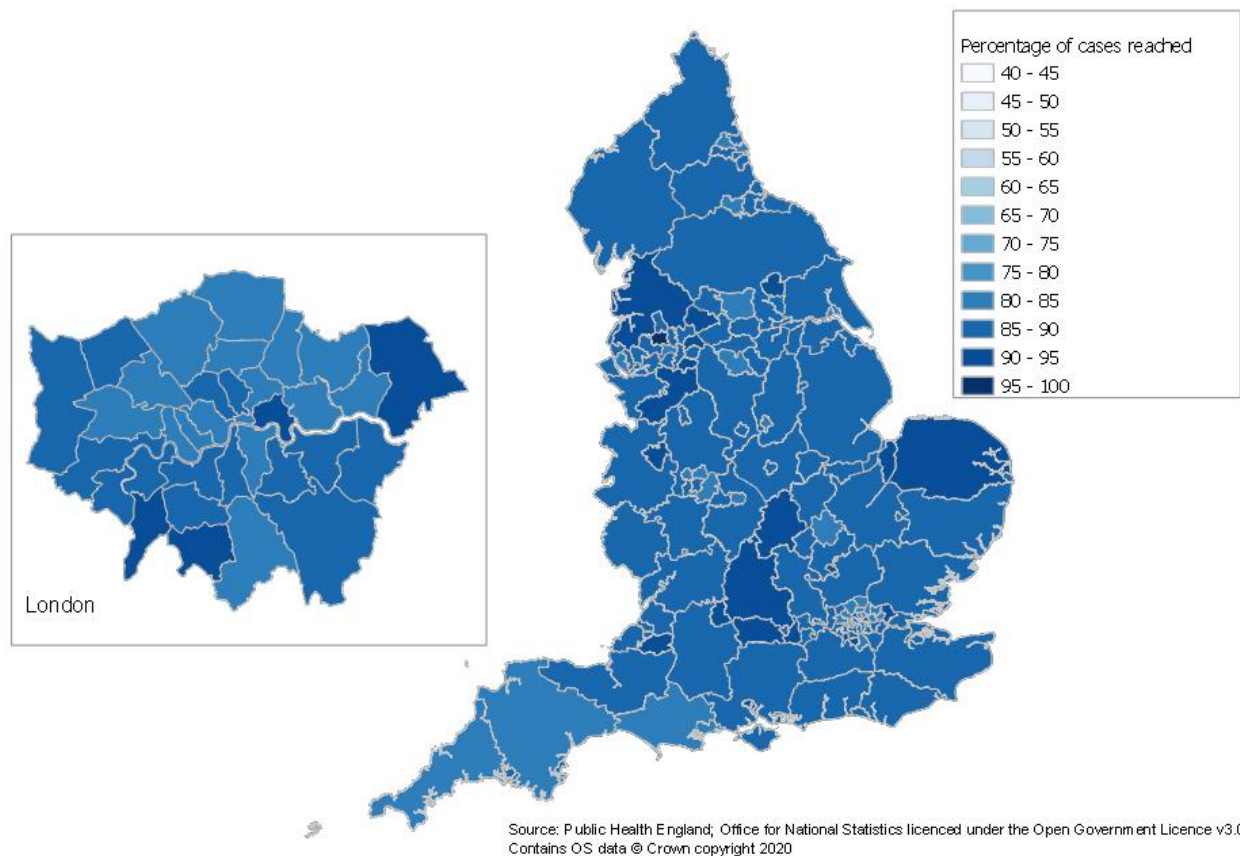 Percentage of cases reached
40 - 45
45 - 50
50 - 55
55 - 60
60 - 65
65 - 70
70 - 75
75 - 80
80 - 85
85 - 90
90 - 95
95 - 100
London
Source: Public Health England; Office for National Statistics licenced under the Open Government Licence v3.0
Contains OS data © Crown copyright 2020